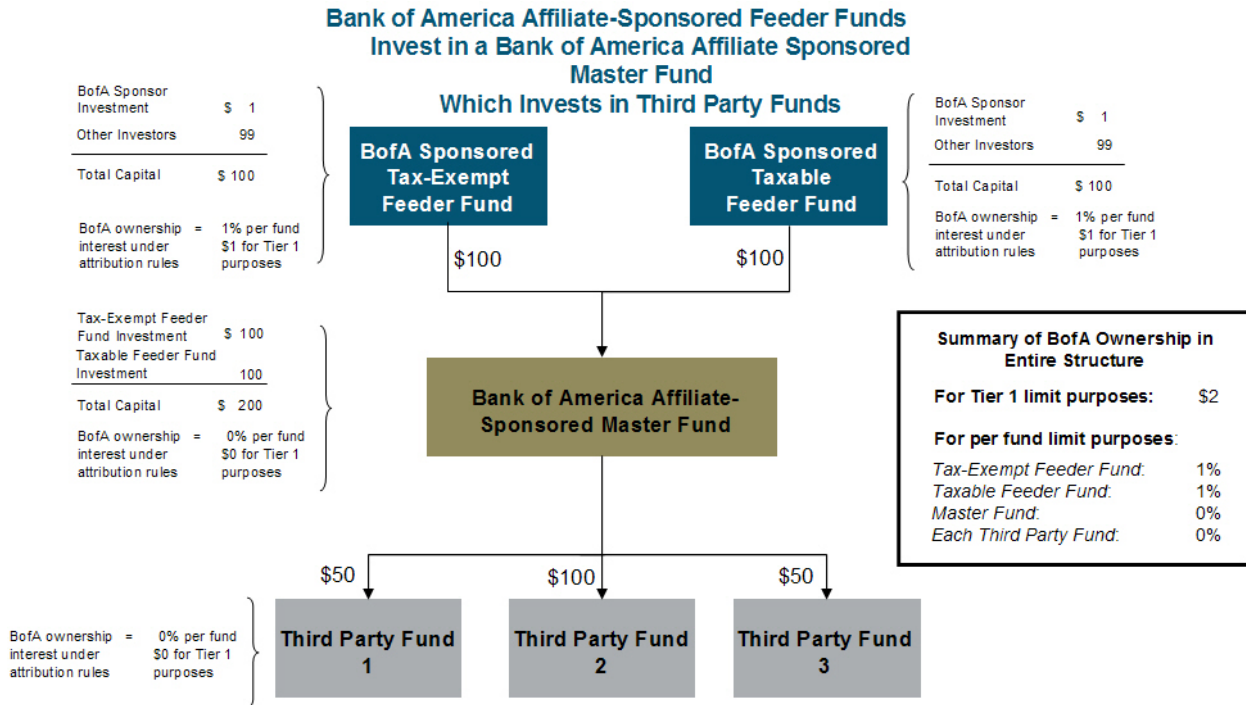 Bank of America Affiliate-Sponsored Feeder Funds
Invest in a Bank of America Affiliate Sponsored
Master Fund
Which Invests in Third Party Funds
BofA Sponsor
Investment $ 1
Other Investors 99
Total Capital $ 100
BofA ownership = 1% per fund
interest under $1 for Tier 1
attribution rules purposes
BofA Sponsored
Tax-Exempt
Feeder Fund
BofA Sponsored
Taxable
Feeder Fund
BofA Sponsor
Investment $ 1
Other Investors 99
Total Capital $ 100
BofA ownership = 1% per fund
interest under $1 for Tier 1
attribution rules purposes
$100
$100
Tax-Exempt Feeder
Fund Investment $ 100
Taxable Feeder Fund
Investment 100
Total Capital $ 200
BofA ownership = 0% per fund
interest under $0 for Tier 1
attribution rules purposes
Bank of America Affiliate-
Sponsored Master Fund
Summary of BofA Ownership in
Entire Structure
For Tier 1 limit purposes: $2
For per fund limit purposes:
Tax-Exempt Feeder Fund: 1%
Taxable Feeder Fund: 1%
Master Fund: 0%
Each Third Party Fund: 0%
$50
$100
$50
BofA ownership = 0% per fund
interest under $0 for Tier 1
attribution rules purposes
Third Party Fund
1
Third Party Fund
2
Third Party Fund
3